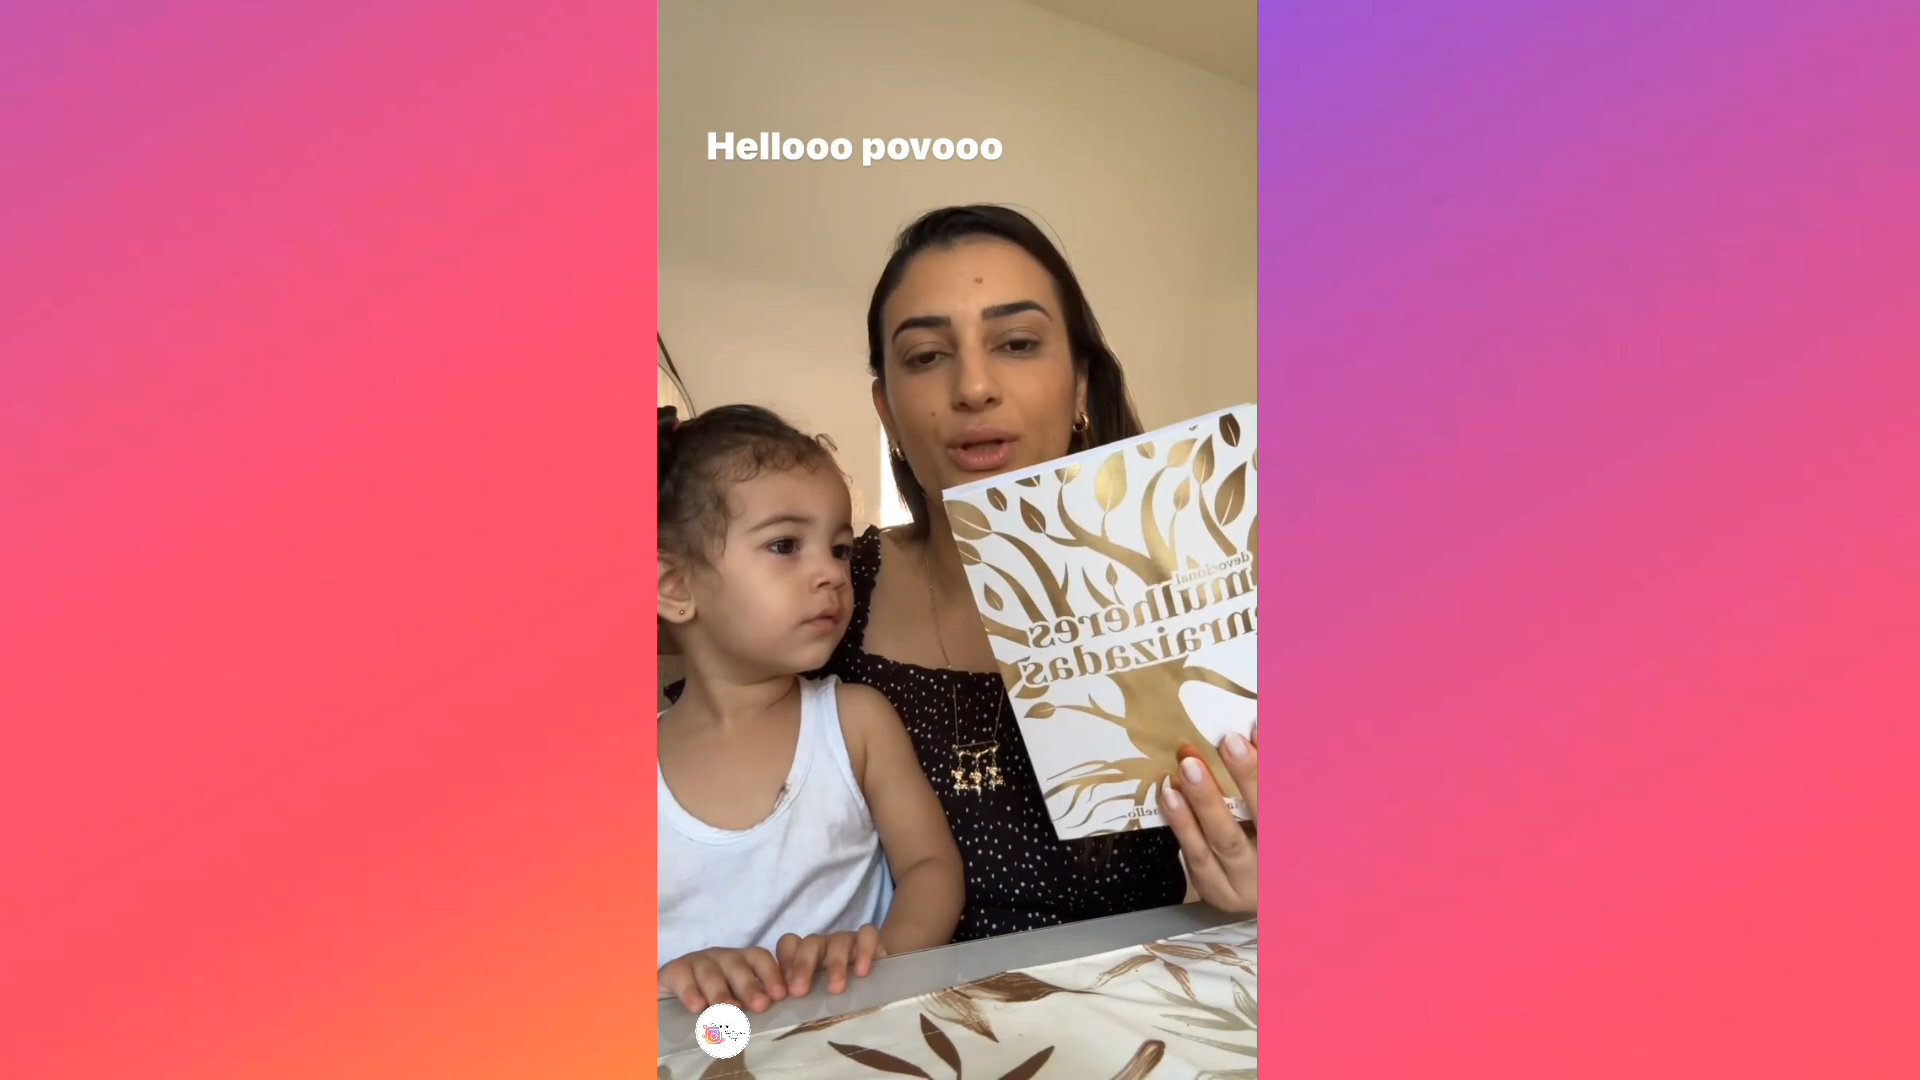 Hellooo povooo
devocional
mulheres
enraizadas